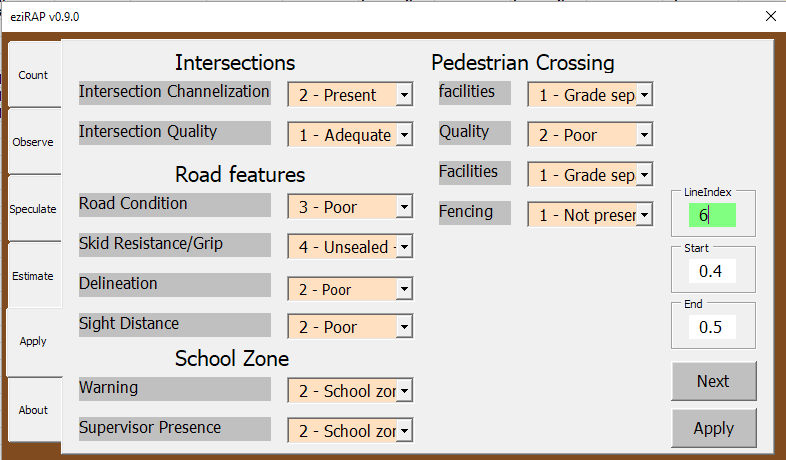 eziRAP v0.9.0
Count
Observe
Speculate
Estimate
Apply
About
Intersections
Intersection Channelization 2 - Present
Intersection Quality 1 - Adequate
Road features
Road Condition 3 - Poor
Skid Resistance/Grip 4 - Unsealed -
Delineation 2 - Poor
Sight Distance 2 - Poor
School Zone
Warning 2 - School zor
Supervisor Presence 2 - School zor
Pedestrian Crossing
facilities 1 - Grade sep
Quality 2 - Poor
Facilities 1 - Grade sep
Fencing 1 - Not preser
LineIndex
6
Start
0.4
End
0.5
Next
Apply